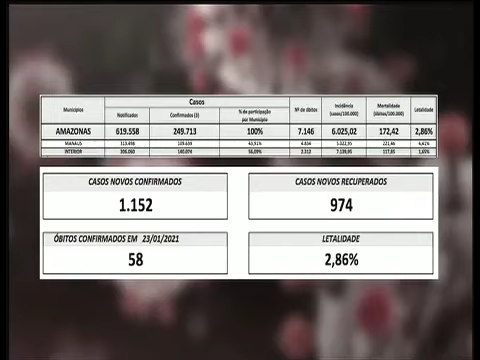 Municípios Casos Nº de óbitos Incidência (casos/100.000) Mortalidade (óbitos/100.000) Letalidade
Notificados Confirmados (3) % de participação por Município
AMAZONAS 619.558 249.713 100% 7.146 6.025,02 172,42 2,86%
MANAUS
INTERIOR
CASOS NOVOS CONFIRMADOS
1.152
CASOS NOVOS RECUPERADOS
974
ÓBITOS CONFIRMADOS EM 23/01/2021
58
LETALIDADE
2,86%